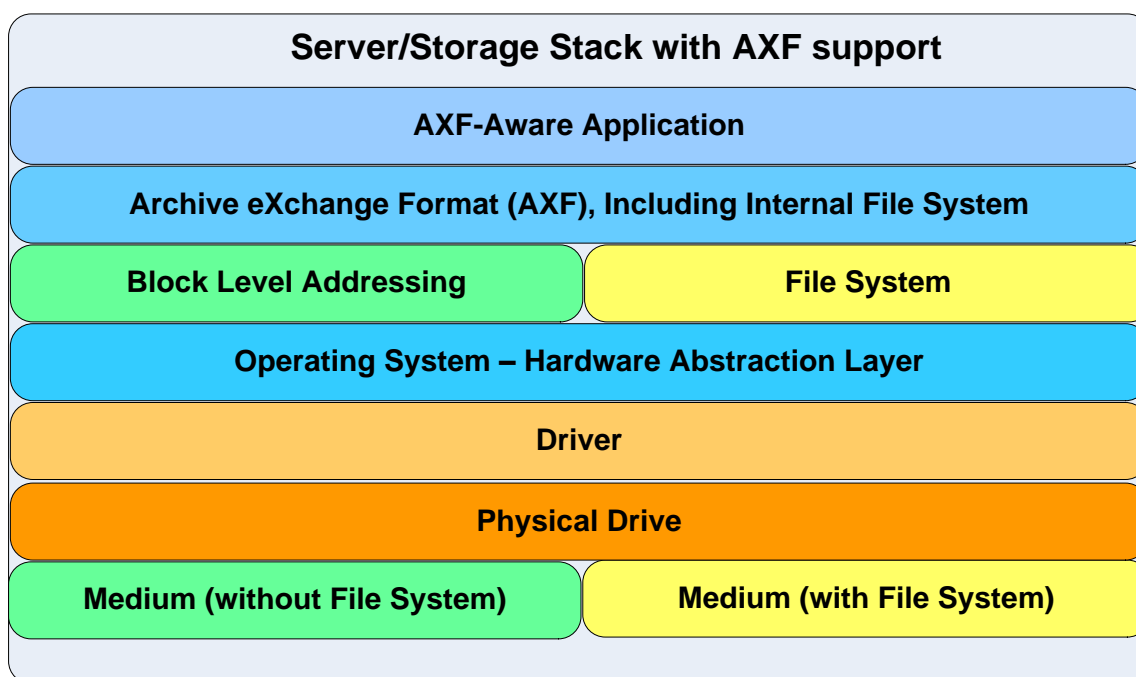 Server/Storage Stack with AXF support
AXF-Aware Application
Archive eXchange Format (AXF), Including Internal File System
Block Level Addressing
File System
Operating System – Hardware Abstraction Layer
Driver
Physical Drive
Medium (without File System)
Medium (with File System)